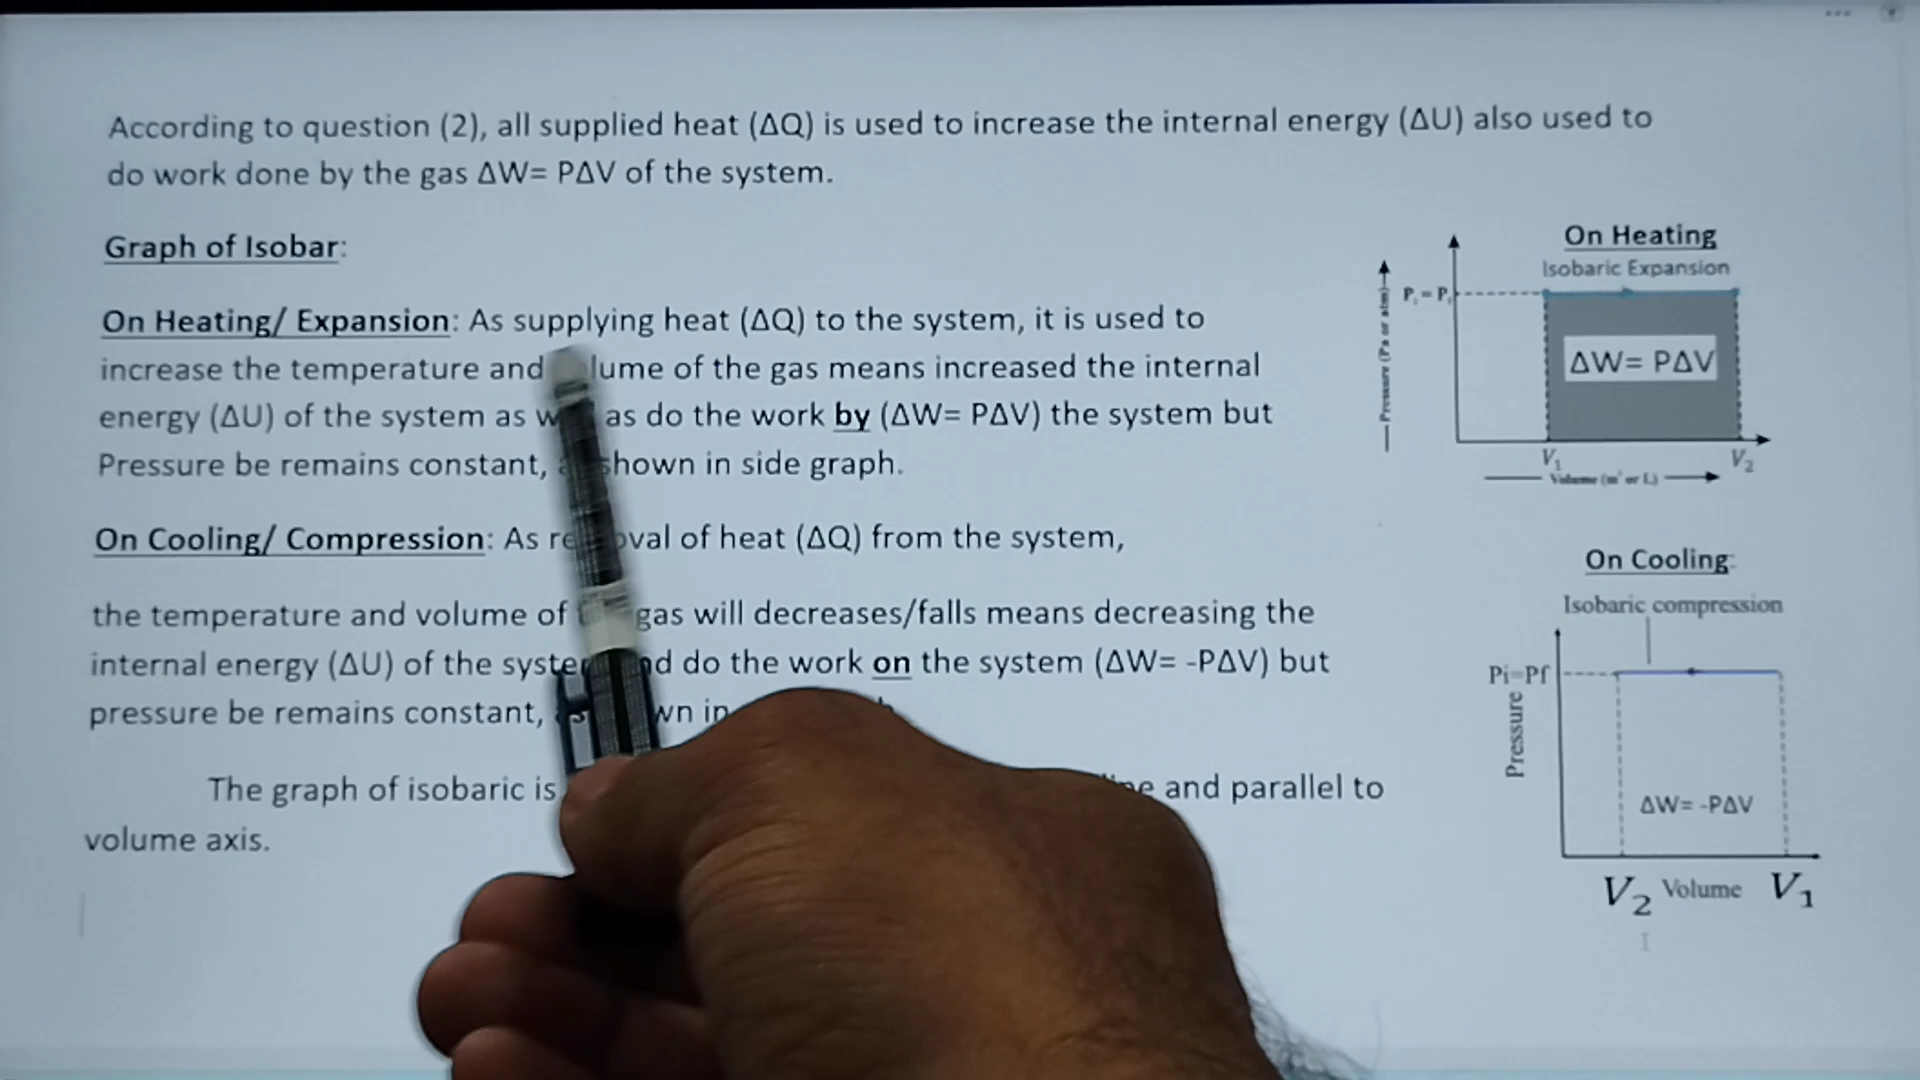 According to question (2), all supplied heat (ΔQ) is used to increase the internal energy (ΔU) also used to
do work done by the gas ΔW= PΔV of the system.
Graph of Isobar:
On Heating/ Expansion: As supplying heat (ΔQ) to the system, it is used to
increase the temperature and of the gas means increased the internal
energy (ΔU) of the system as as do the work by (ΔW= PΔV) the system but
Pressure be remains constant, shown in side graph.
On Cooling/ Compression: As of heat (ΔQ) from the system,
the temperature and volume of gas will decreases/falls means decreasing the
internal energy (ΔU) of the do the work on the system (ΔW= -PΔV) but
pressure be remains constant, in
The graph of isobaric is and parallel to
volume axis.
On Heating
Isobaric Expansion
ΔW= PΔV
Pressure (Pa or atm)
V₁
V₂
Volume (m³ or L)
On Cooling:
Isobaric compression
Pi=Pf
Pressure
ΔW= -PΔV
V₂ Volume V₁